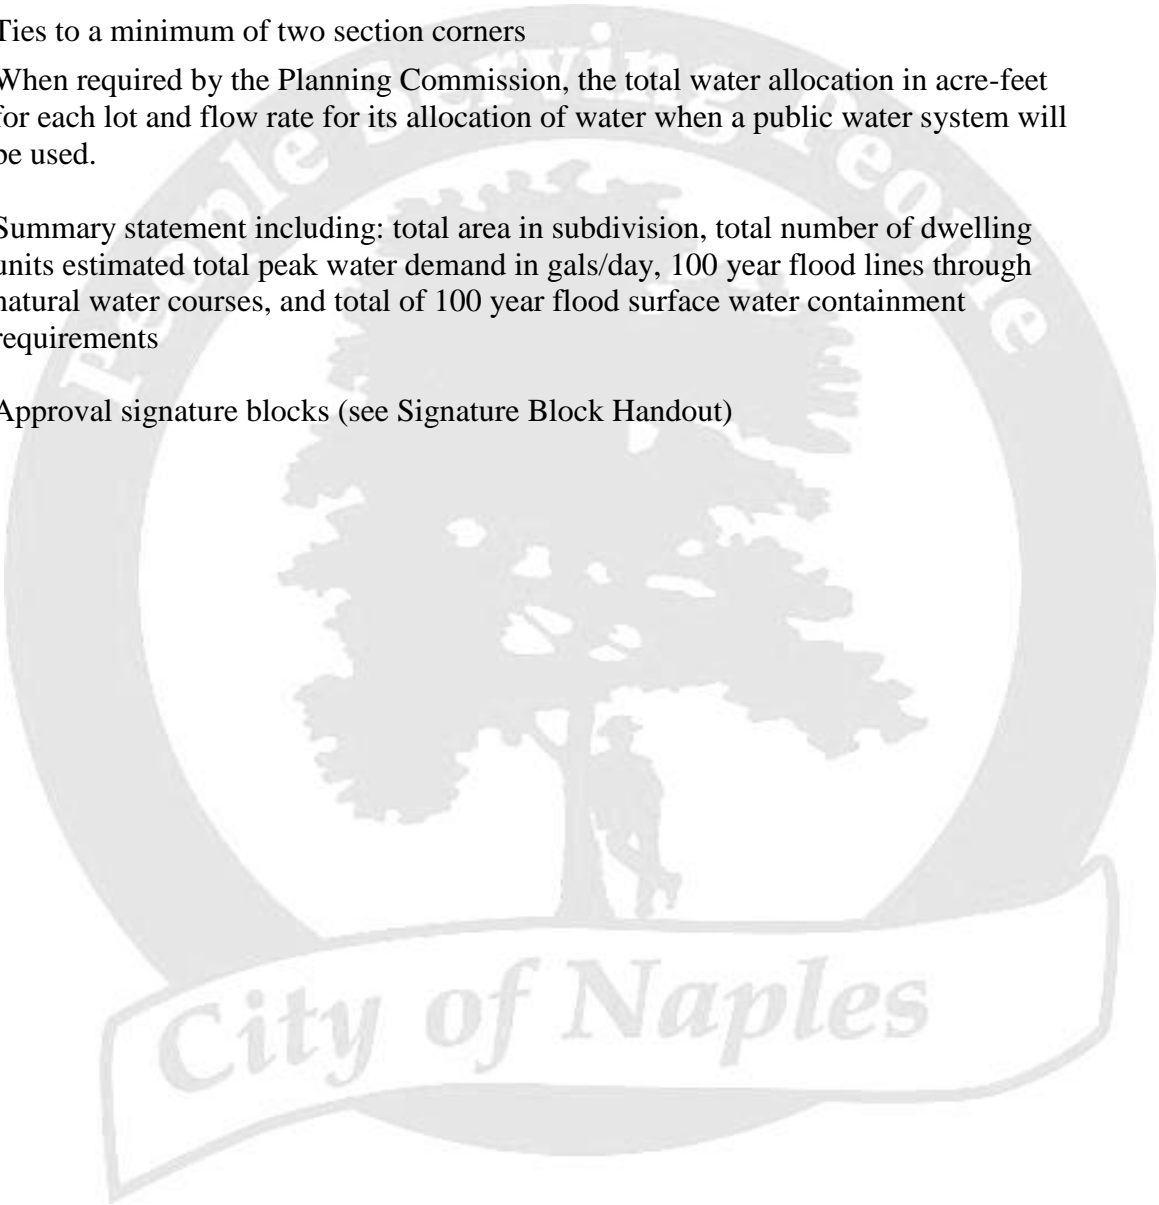 Ties to a minimum of two section corners
When required by the Planning Commission, the total water allocation in acre-feet
for each lot and flow rate for its allocation of water when a public water system will
be used.
Summary statement including: total area in subdivision, total number of dwelling
units estimated total peak water demand in gals/day, 100 year flood lines through
natural water courses, and total of 100 year flood surface water containment
requirements
Approval signature blocks (see Signature Block Handout)
People Serving People
City of Naples